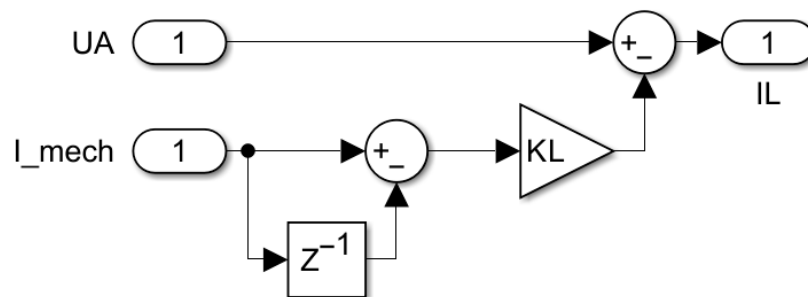 UA 1 +_ 1
IL
I_mech 1 +_ KL
Z⁻¹